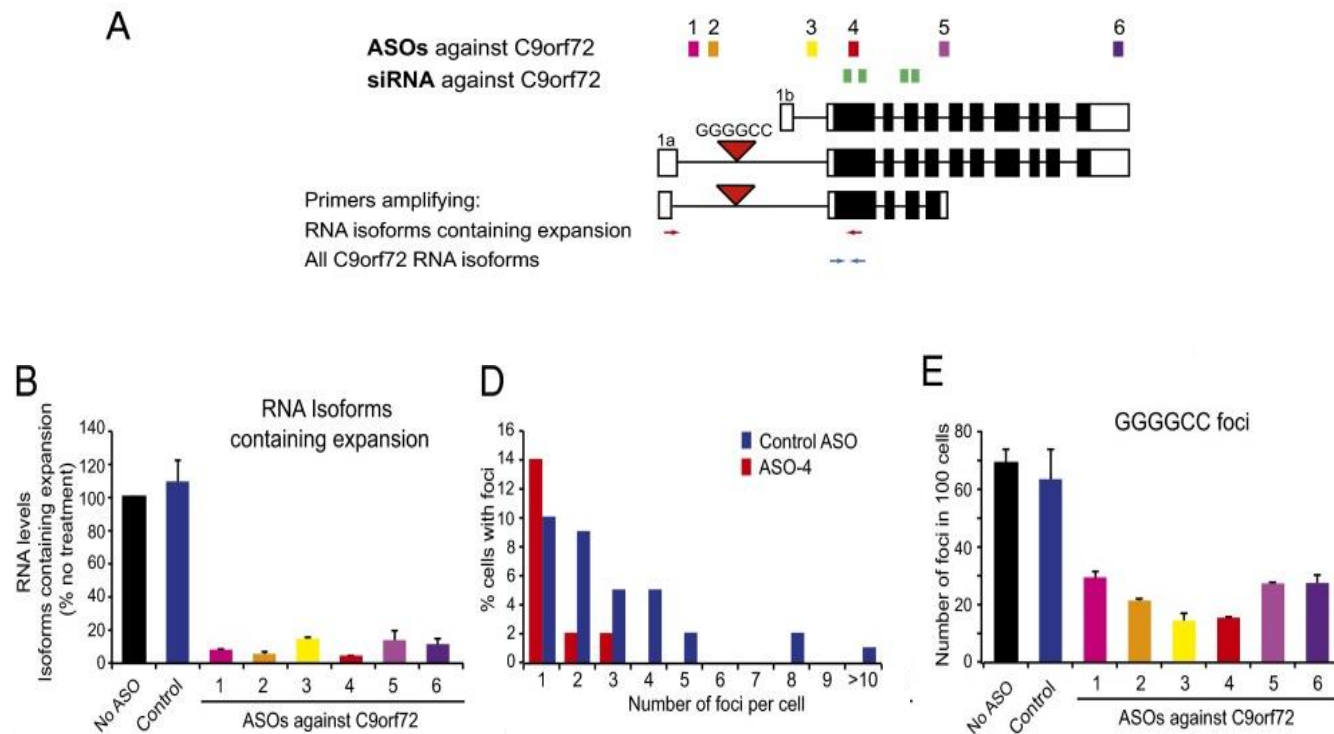 A
1 2 3 4 5 6
ASOs against C9orf72
siRNA against C9orf72
1b
GGGGCC
1a
Primers amplifying:
RNA isoforms containing expansion
All C9orf72 RNA isoforms
B
RNA Isoforms
containing expansion
RNA levels
Isoforms containing expansion
(% no treatment)
140
120
100
80
60
40
20
0
No ASO Control 1 2 3 4 5 6
ASOs against C9orf72
D
Control ASO
ASO-4
% cells with foci
16
14
12
10
8
6
4
2
0
1 2 3 4 5 6 7 8 9 >10
Number of foci per cell
E
GGGGCC foci
Number of foci in 100 cells
80
60
40
20
0
No ASO Control 1 2 3 4 5 6
ASOs against C9orf72